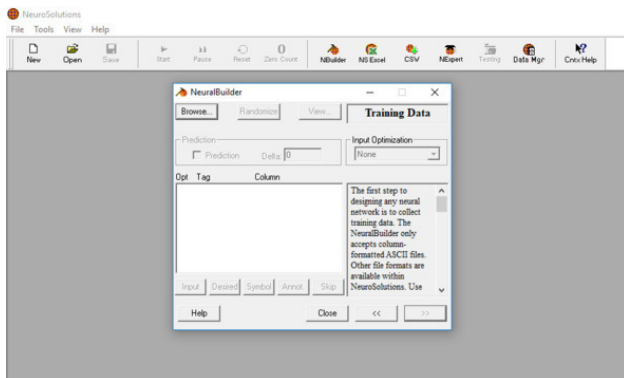 NeuroSolutions
File Tools View Help
New Open Save Start Pause Reset Zero Count NBuilder NS Excel CSW NExpert Testing Data Mgr Cntx Help
NeuralBuilder
Browse... Randomize View... Training Data
Prediction Input Optimization
Prediction Delta: 0 None
Opt Tag Column
The first step to
designing any neural
network is to collect
training data. The
NeuralBuilder only
accepts column-
formatted ASCII files.
Other file formats are
available within
NeuroSolutions. Use
Input Desired Symbol Annot. Skip
Help Close << >>